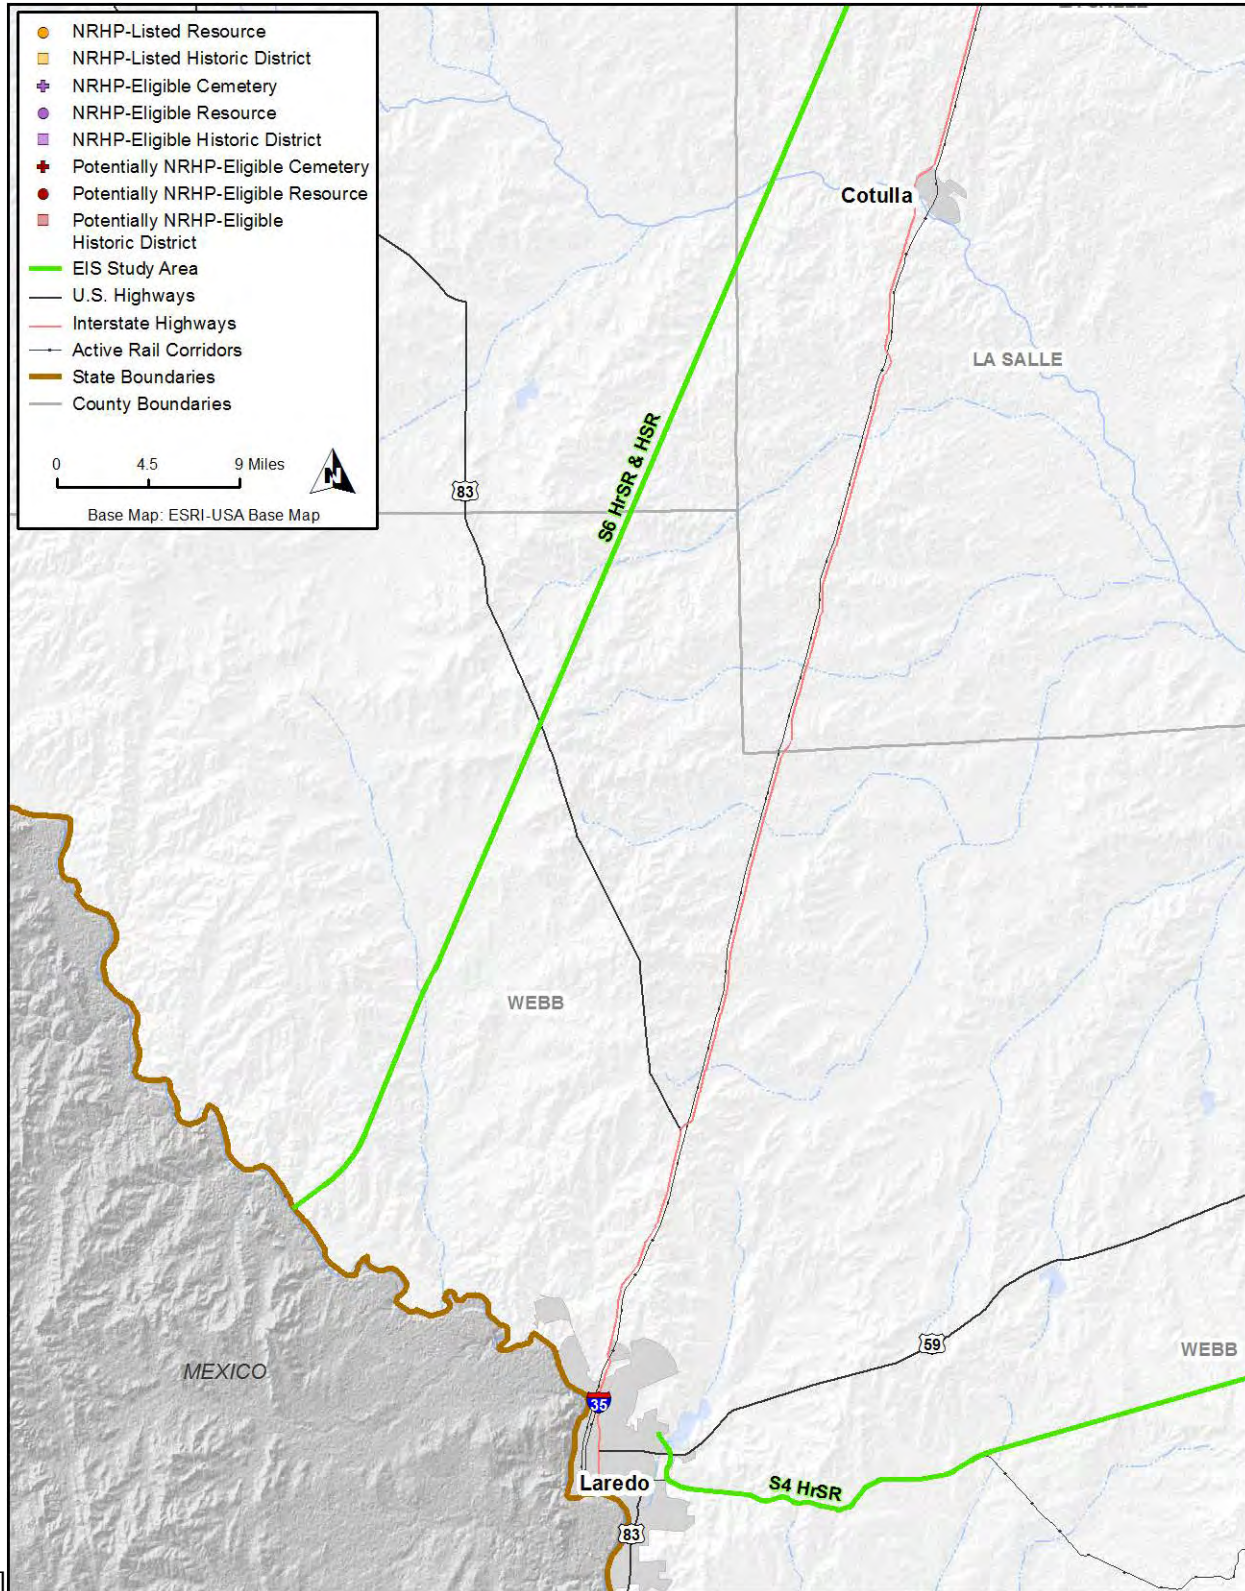 NRHP-Listed Resource
NRHP-Listed Historic District
NRHP-Eligible Cemetery
NRHP-Eligible Resource
NRHP-Eligible Historic District
Potentially NRHP-Eligible Cemetery
Potentially NRHP-Eligible Resource
Potentially NRHP-Eligible
Historic District
EIS Study Area
U.S. Highways
Interstate Highways
Active Rail Corridors
State Boundaries
County Boundaries
0 4.5 9 Miles
N
Base Map: ESRI-USA Base Map
Cotulla
LA SALLE
S6 HrSR & HSR
83
WEBB
59
WEBB
MEXICO
35
Laredo
S4 HrSR
83